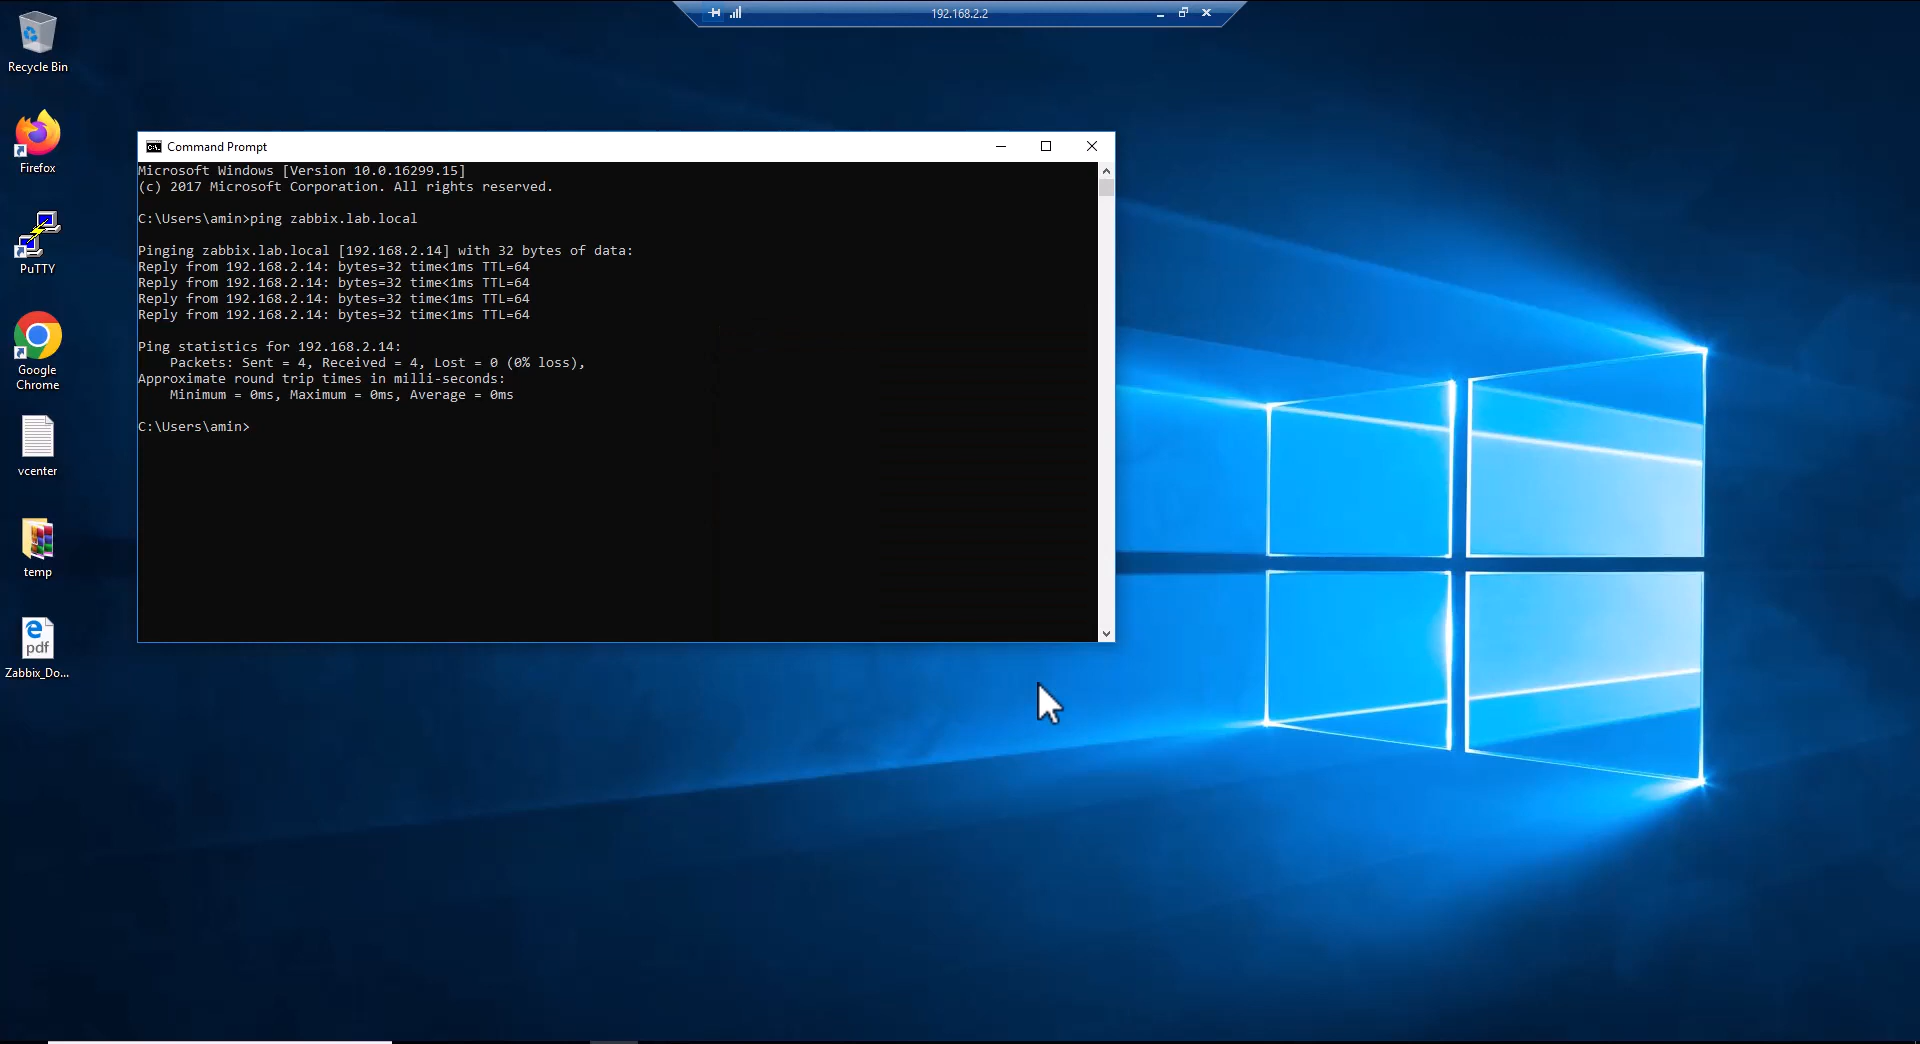 192.168.2.2
Recycle Bin
Firefox
PuTTY
Google
Chrome
vcenter
temp
pdf
Zabbix_Do...
Command Prompt
Microsoft Windows [Version 10.0.16299.15]
(c) 2017 Microsoft Corporation. All rights reserved.
C:\Users\amin>ping zabbix.lab.local
Pinging zabbix.lab.local [192.168.2.14] with 32 bytes of data:
Reply from 192.168.2.14: bytes=32 time<1ms TTL=64
Reply from 192.168.2.14: bytes=32 time<1ms TTL=64
Reply from 192.168.2.14: bytes=32 time<1ms TTL=64
Reply from 192.168.2.14: bytes=32 time<1ms TTL=64
Ping statistics for 192.168.2.14:
Packets: Sent = 4, Received = 4, Lost = 0 (0% loss),
Approximate round trip times in milli-seconds:
Minimum = 0ms, Maximum = 0ms, Average = 0ms
C:\Users\amin>